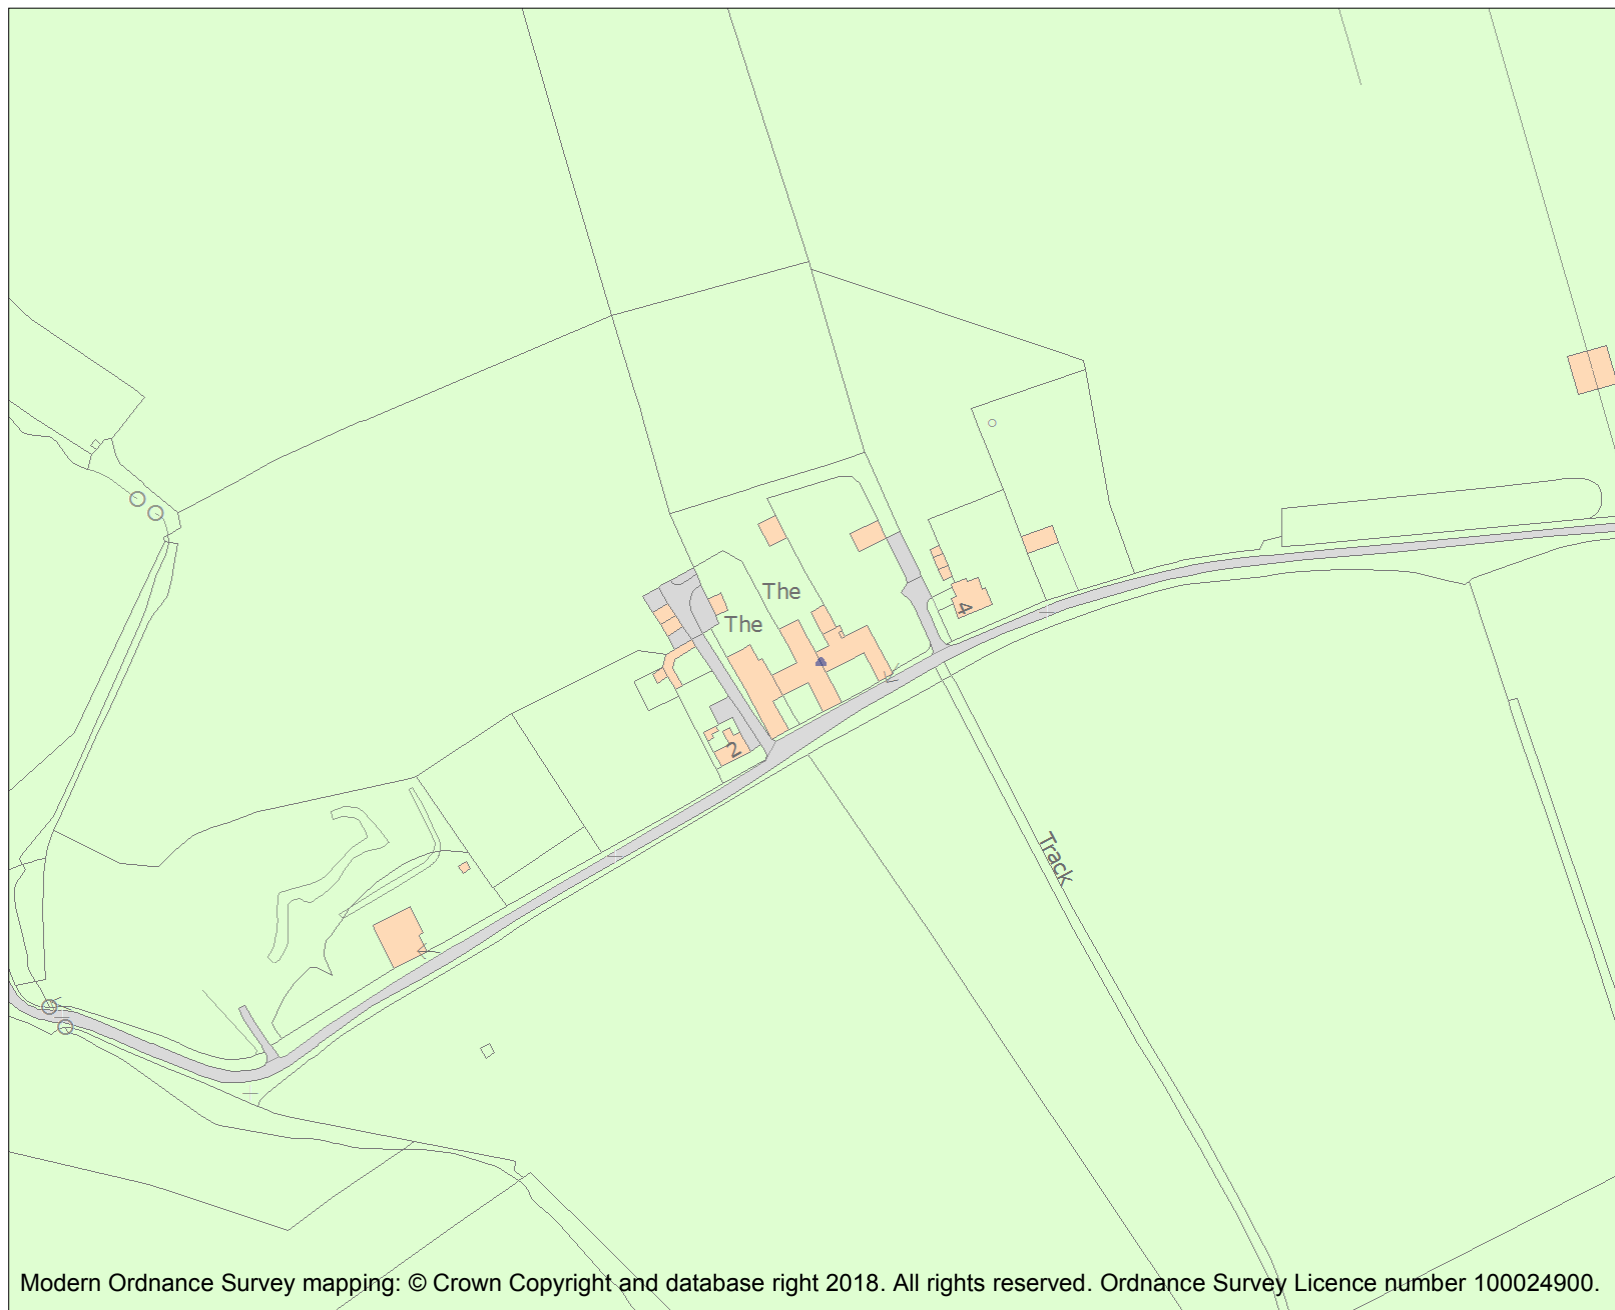 The
The
4
2
Track
Modern Ordnance Survey mapping: © Crown Copyright and database right 2018. All rights reserved. Ordnance Survey Licence number 100024900.